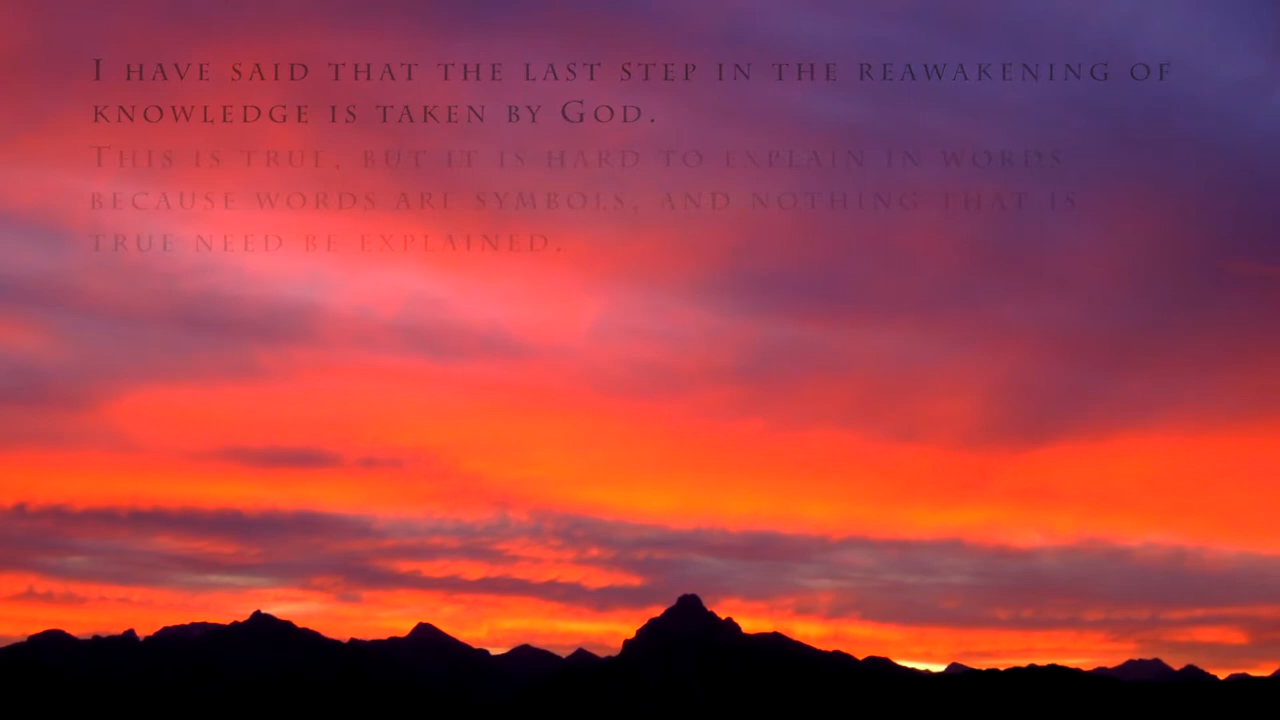 I have said that the last step in the reawakening of
knowledge is taken by God.
This is true, but it is hard to explain in words
because words are symbols, and nothing that is
true need be explained.